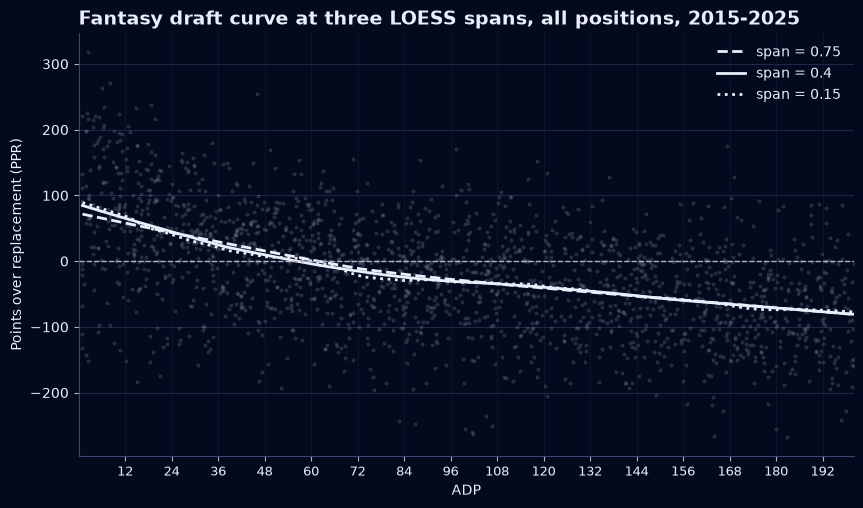 Fantasy draft curve at three LOESS spans, all positions, 2015-2025
span = 0.75
span = 0.4
span = 0.15
Points over replacement (PPR)
300
200
100
0
−100
−200
12 24 36 48 60 72 84 96 108 120 132 144 156 168 180 192
ADP